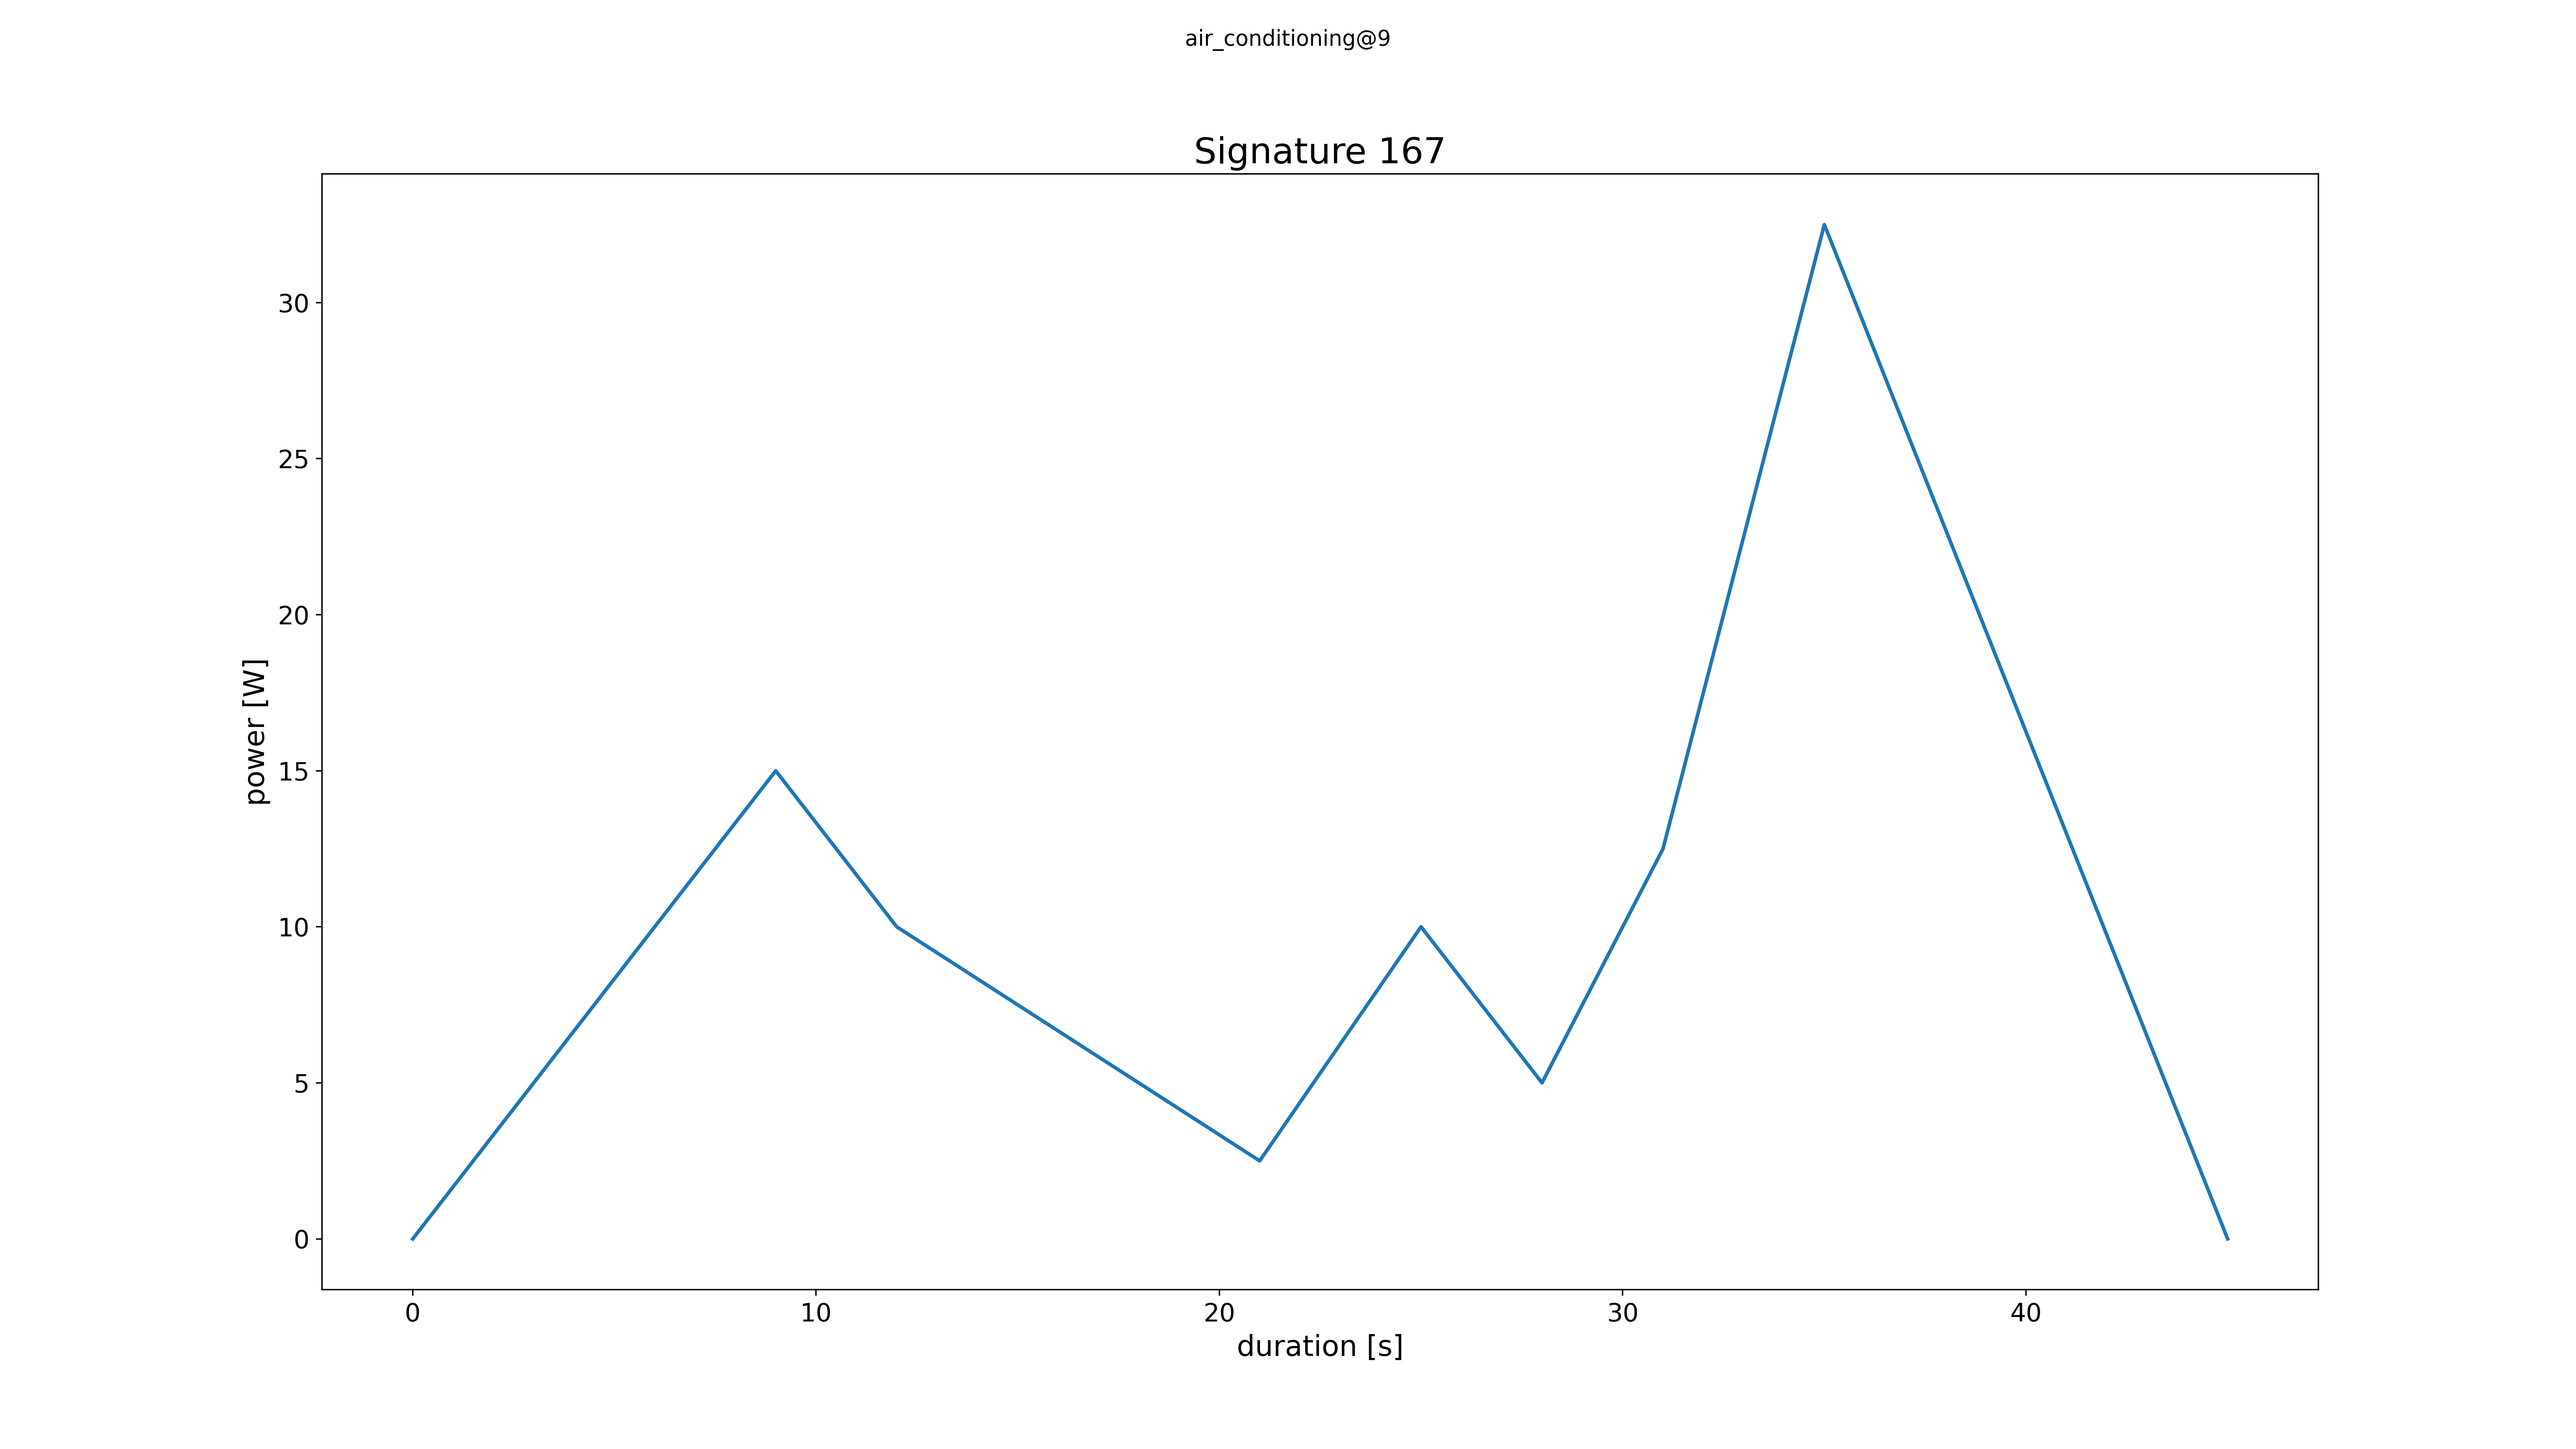 air_conditioning@9
Signature 167
30
25
20
15
10
5
0
power [W]
0 10 20 30 40
duration [s]